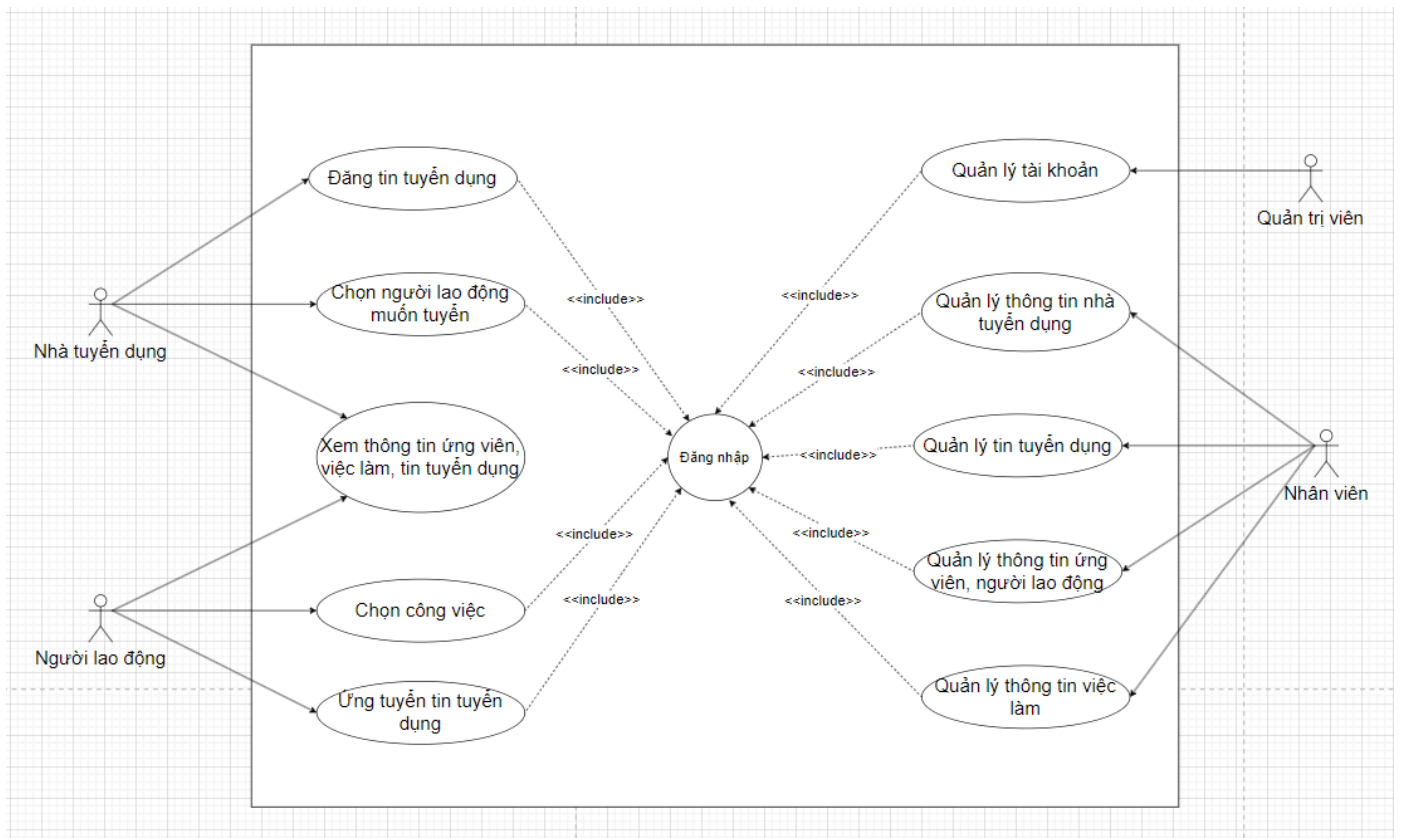 Đăng tin tuyển dụng
Quản lý tài khoản
Quản trị viên
Chọn người lao động
muốn tuyển
<<include>>
<<include>>
Quản lý thông tin nhà
tuyển dụng
Nhà tuyển dụng
<<include>>
<<include>>
Xem thông tin ứng viên,
việc làm, tin tuyển dụng
Đăng nhập
<<include>>
Quản lý tin tuyển dụng
Nhân viên
<<include>>
<<include>>
Quản lý thông tin ứng
viên, người lao động
Chọn công việc
<<include>>
<<include>>
Người lao động
Ứng tuyển tin tuyển
dụng
Quản lý thông tin việc
làm